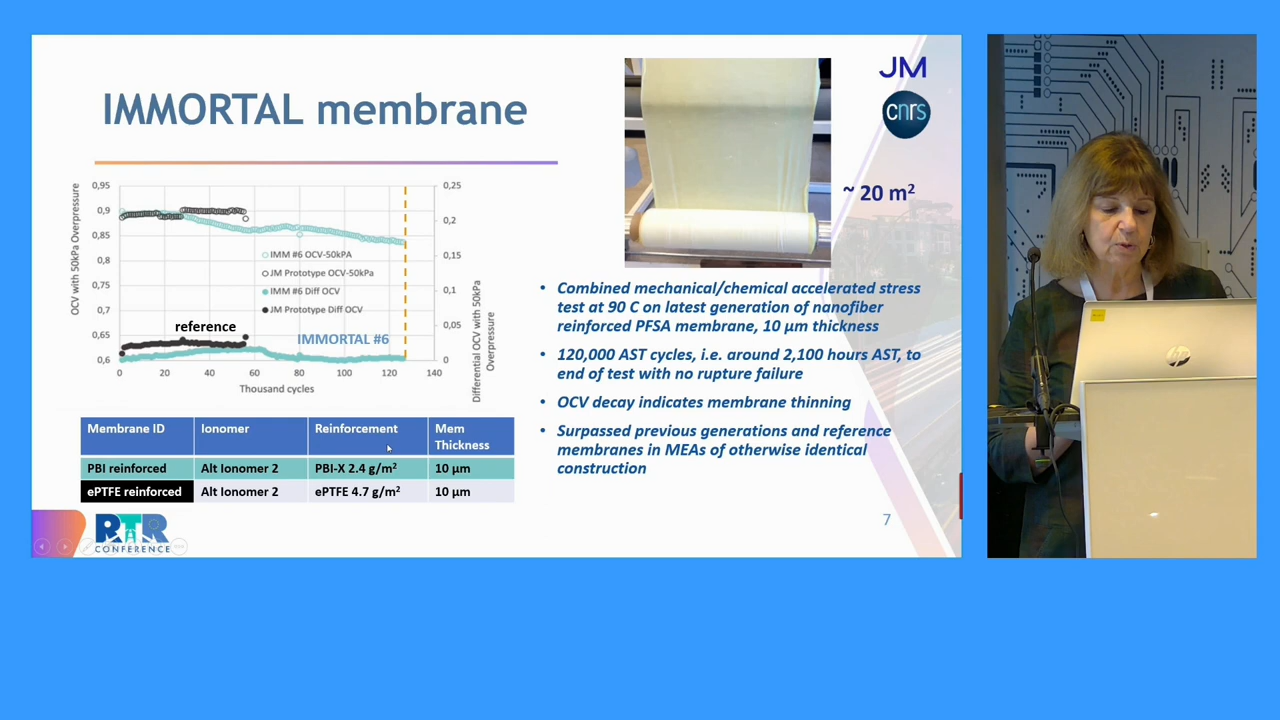 IMMORTAL membrane
JM
cnrs
~ 20 m²
0,95
0,9
0,85
0,8
0,75
0,7
0,65
0,6
OCV with 50kPa Overpressure
0,25
0,2
0,15
0,1
0,05
0
Differential OCV with 50kPa
Overpressure
IMM #6 OCV-50kPA
JM Prototype OCV-50kPa
IMM #6 Diff OCV
JM Prototype Diff OCV
reference
IMMORTAL #6
0 20 40 60 80 100 120 140
Thousand cycles
• Combined mechanical/chemical accelerated stress
test at 90 C on latest generation of nanofiber
reinforced PFSA membrane, 10 µm thickness
• 120,000 AST cycles, i.e. around 2,100 hours AST, to
end of test with no rupture failure
• OCV decay indicates membrane thinning
• Surpassed previous generations and reference
membranes in MEAs of otherwise identical
construction
Membrane ID Ionomer Reinforcement Mem
Thickness
PBI reinforced Alt Ionomer 2 PBI-X 2.4 g/m² 10 µm
ePTFE reinforced Alt Ionomer 2 ePTFE 4.7 g/m² 10 µm
RTR
CONFERENCE
7
hp